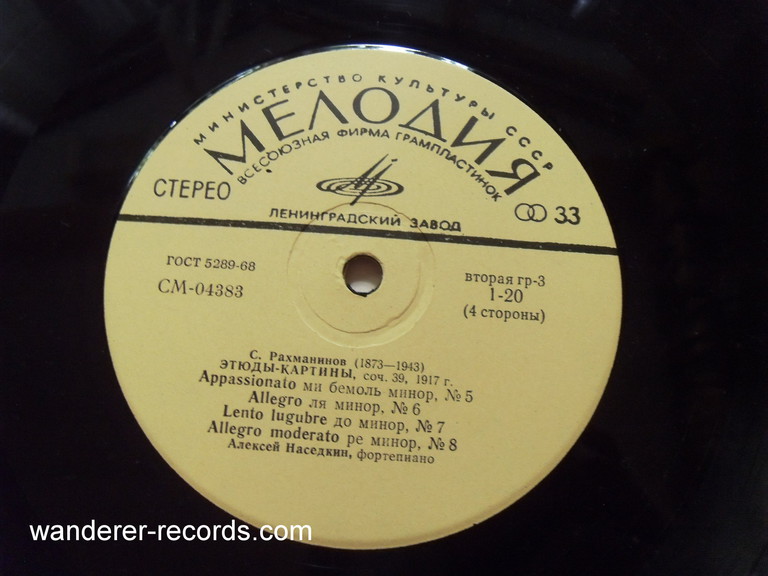 МИНИСТЕРСТВО КУЛЬТУРЫ СССР
МЕЛОДИЯ
ВСЕСОЮЗНАЯ ФИРМА ГРАМПЛАСТИНОК
СТЕРЕО
33
ЛЕНИНГРАДСКИЙ ЗАВОД
ГОСТ 5289-68
СМ-04383
вторая гр-3
1-20
(4 стороны)
С. Рахманинов (1873—1943)
ЭТЮДЫ-КАРТИНЫ, соч. 39, 1917 г.
Appassionato ми бемоль минор, № 5
Allegro ля минор, № 6
Lento lugubre до минор, № 7
Allegro moderato ре минор, № 8
Алексей Наседкин, фортепиано
wanderer-records.com